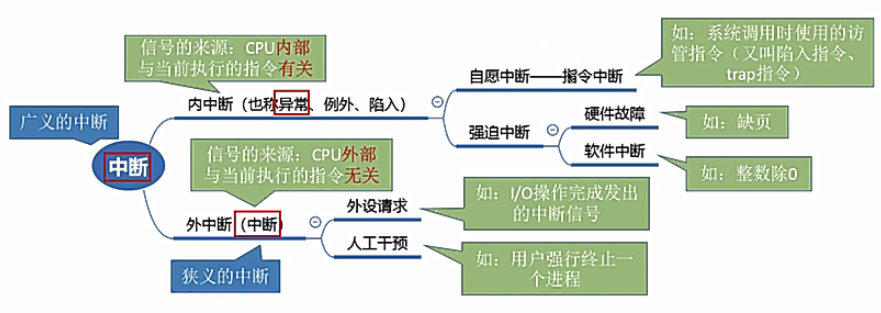 信号的来源：CPU内部
与当前执行的指令有关
如：系统调用时使用的访
管指令（又叫陷入指令、
trap指令）
自愿中断——指令中断
内中断（也称异常、例外、陷入）
广义的中断
硬件故障
如：缺页
强迫中断
中断
信号的来源：CPU外部
与当前执行的指令无关
软件中断
如：整数除0
外设请求
如：I/O操作完成发出
的中断信号
外中断（中断）
人工干预
如：用户强行终止一
个进程
狭义的中断